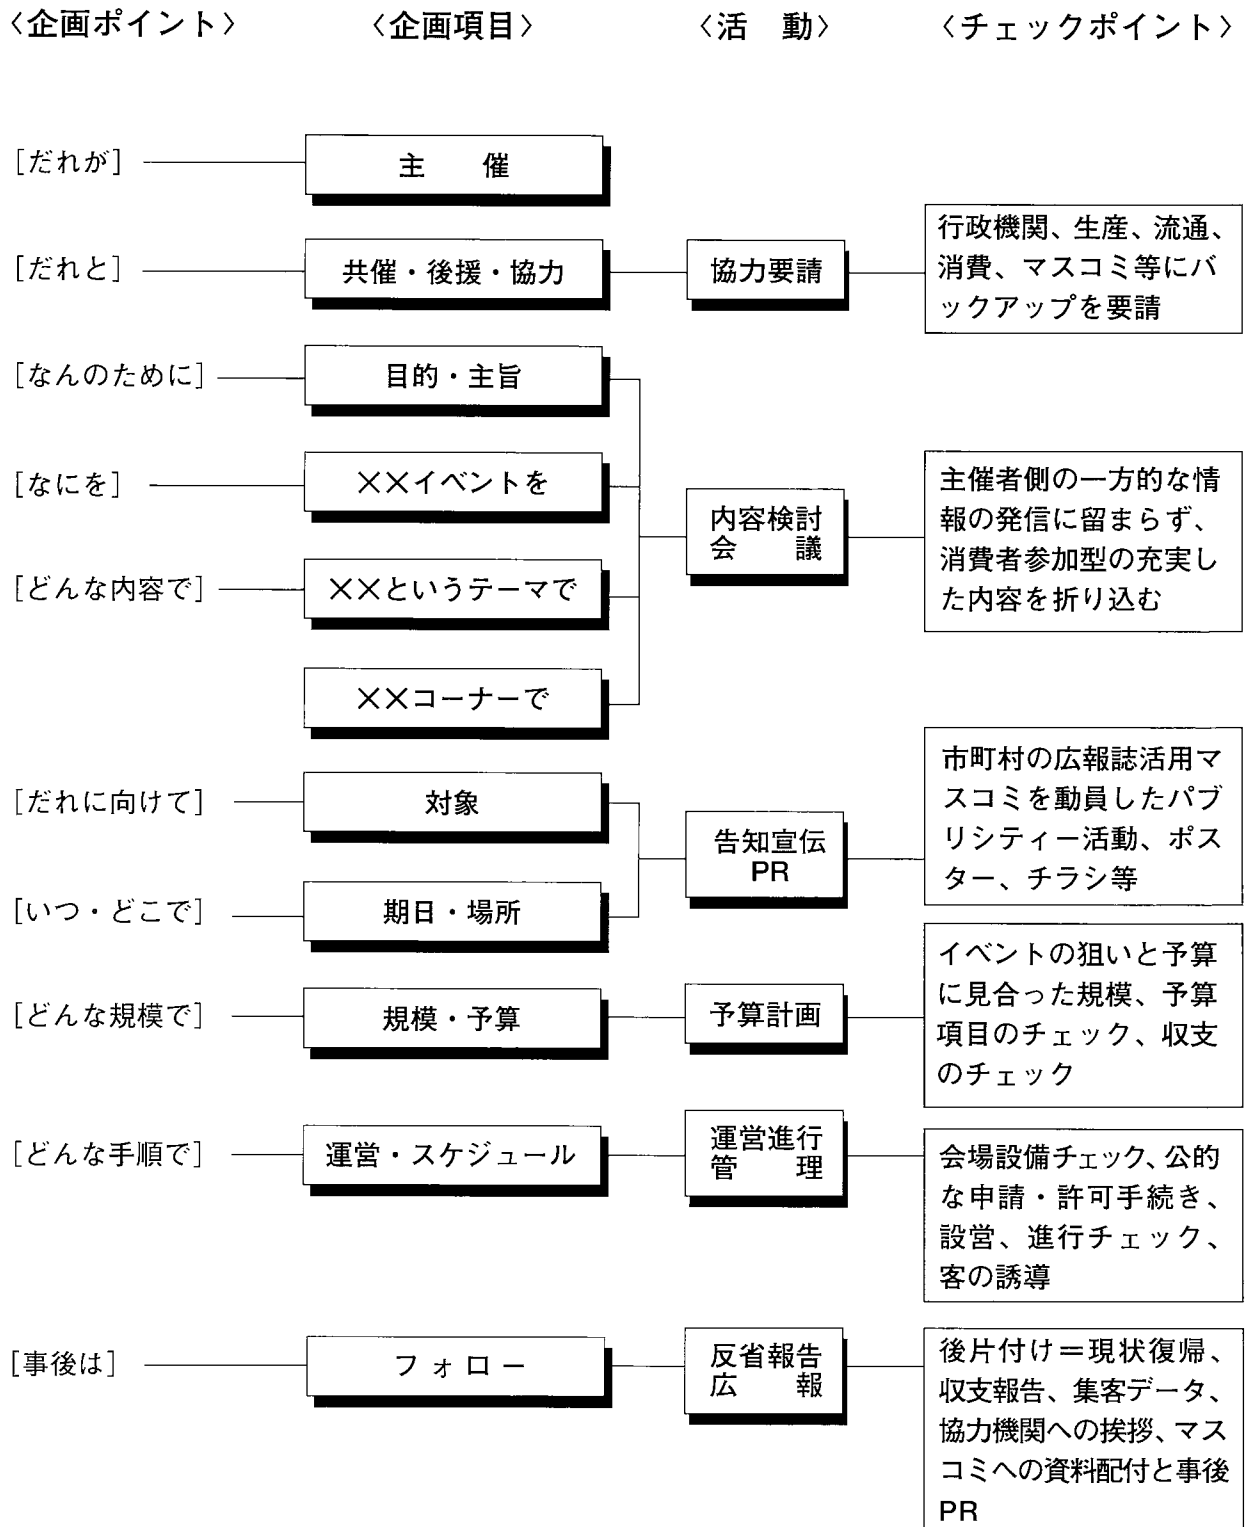 〈企画ポイント〉 〈企画項目〉 〈活 動〉 〈チェックポイント〉
[だれが] 主 催
[だれと] 共催・後援・協力 協力要請
行政機関、生産、流通、
消費、マスコミ等にバ
ックアップを要請
[なんのために] 目的・主旨
[なにを] ××イベントを
[どんな内容で] ××というテーマで
××コーナーで
内容検討
会 議
主催者側の一方的な情
報の発信に留まらず、
消費者参加型の充実し
た内容を折り込む
[だれに向けて] 対象
[いつ・どこで] 期日・場所
告知宣伝
PR
市町村の広報誌活用マ
スコミを動員したパブ
リシティー活動、ポス
ター、チラシ等
[どんな規模で] 規模・予算 予算計画
イベントの狙いと予算
に見合った規模、予算
項目のチェック、収支
のチェック
[どんな手順で] 運営・スケジュール
運営進行
管 理
会場設備チェック、公的
な申請・許可手続き、
設営、進行チェック、
客の誘導
[事後は] フォロー
反省報告
広 報
後片付け＝現状復帰、
収支報告、集客データ、
協力機関への挨拶、マス
コミへの資料配付と事後
PR